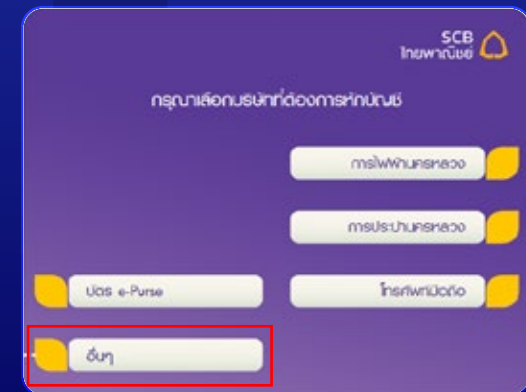 SCB
ไทยพาณิชย์
กรุณาเลือกบริษัทที่ต้องการหักบัญชี
การไฟฟ้านครหลวง
การประปานครหลวง
บัตร e-Purse
โทรศัพท์มือถือ
อื่นๆ